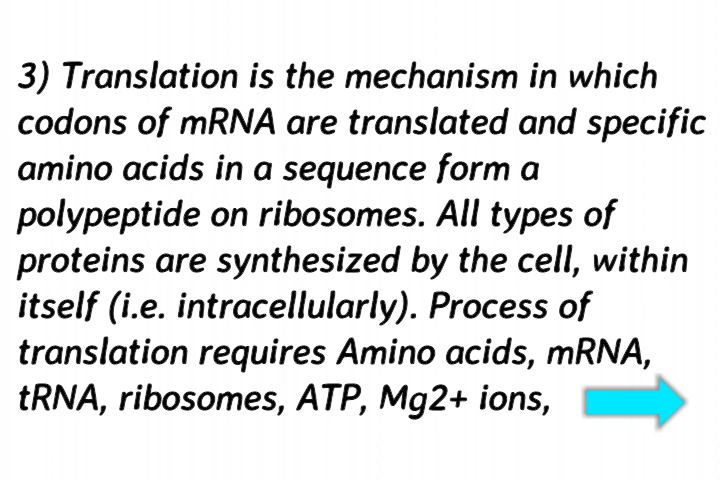 3) Translation is the mechanism in which
codons of mRNA are translated and specific
amino acids in a sequence form a
polypeptide on ribosomes. All types of
proteins are synthesized by the cell, within
itself (i.e. intracellularly). Process of
translation requires Amino acids, mRNA,
tRNA, ribosomes, ATP, Mg2+ ions,